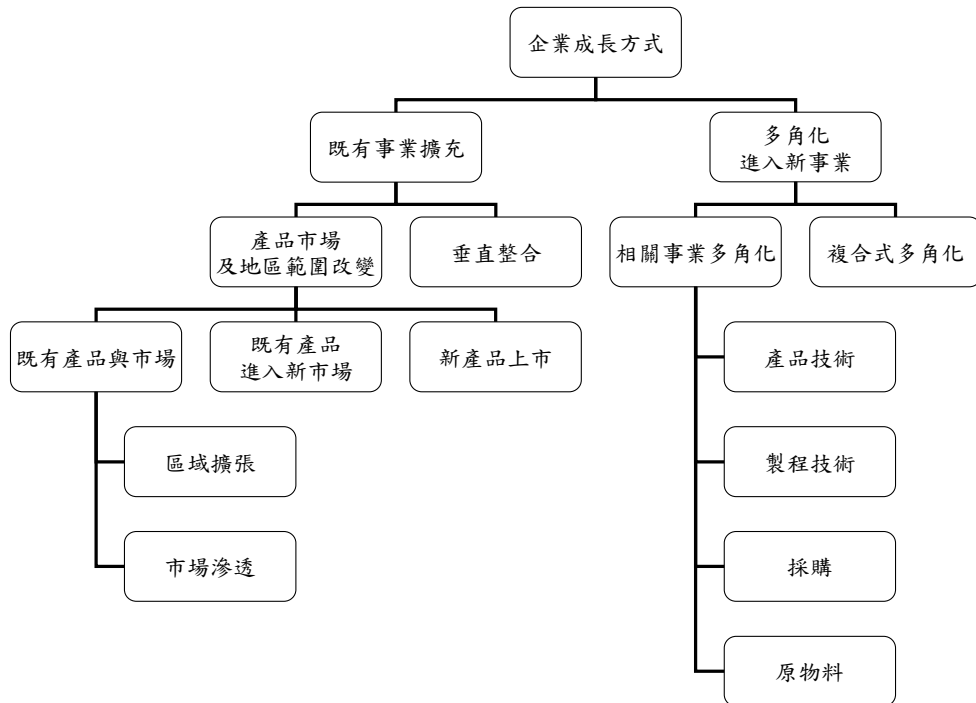 企業成長方式
既有事業擴充
多角化
進入新事業
產品市場
及地區範圍改變
垂直整合
相關事業多角化
複合式多角化
既有產品與市場
既有產品
進入新市場
新產品上市
產品技術
區域擴張
製程技術
市場滲透
採購
原物料